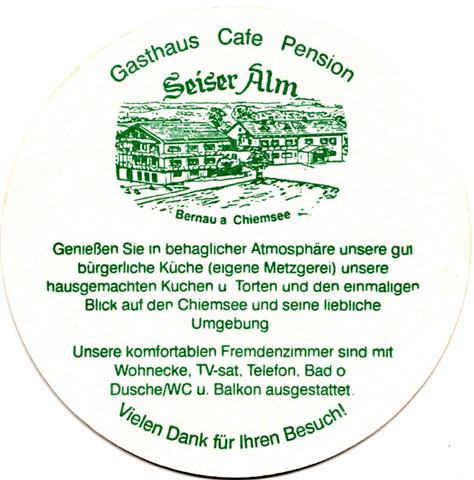 Gasthaus Cafe Pension
Seiser Alm
Bernau a Chiemsee
Genießen Sie in behaglicher Atmosphäre unsere gut
bürgerliche Küche (eigene Metzgerei) unsere
hausgemachten Kuchen u. Torten und den einmaligen
Blick auf den Chiemsee und seine liebliche
Umgebung
Unsere komfortablen Fremdenzimmer sind mit
Wohnecke, TV-sat, Telefon, Bad o
Dusche/WC u. Balkon ausgestattet.
Vielen Dank für Ihren Besuch!